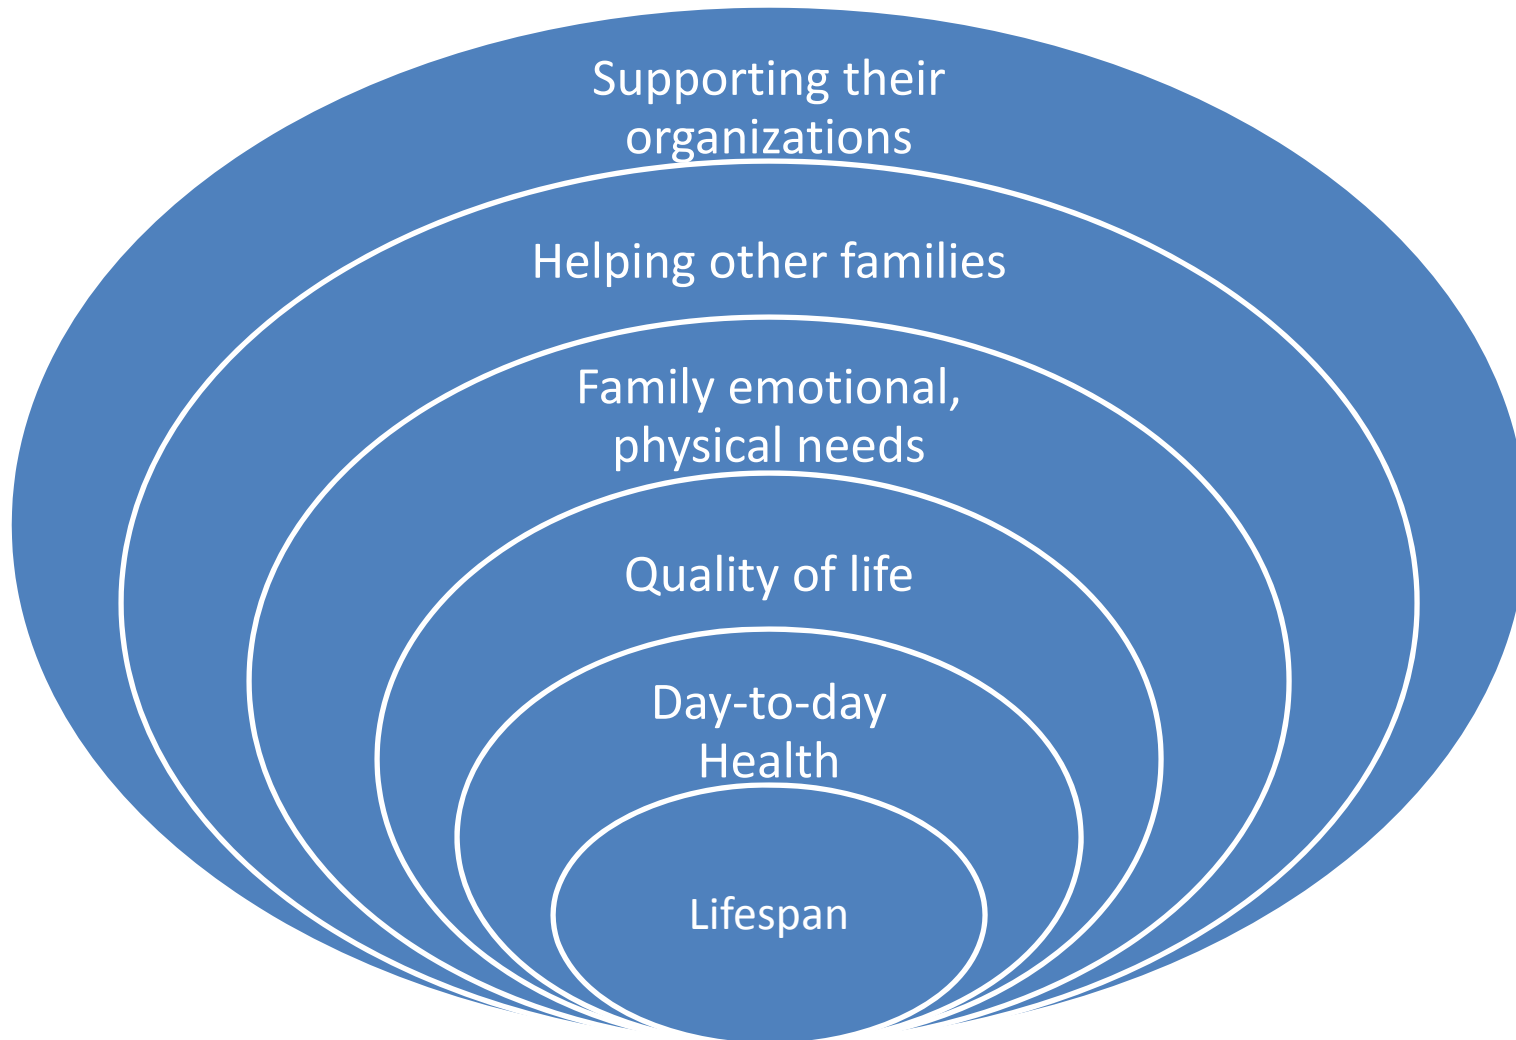 Supporting their
organizations
Helping other families
Family emotional,
physical needs
Quality of life
Day-to-day
Health
Lifespan